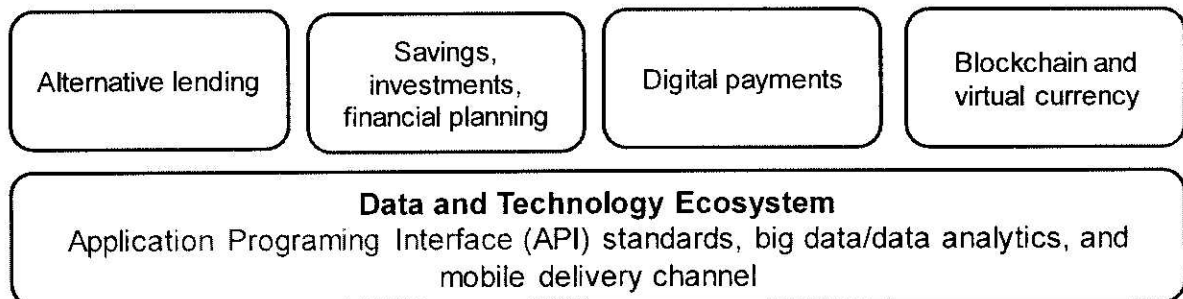 Alternative lending
Savings,
investments,
financial planning
Digital payments
Blockchain and
virtual currency
Data and Technology Ecosystem
Application Programing Interface (API) standards, big data/data analytics, and
mobile delivery channel